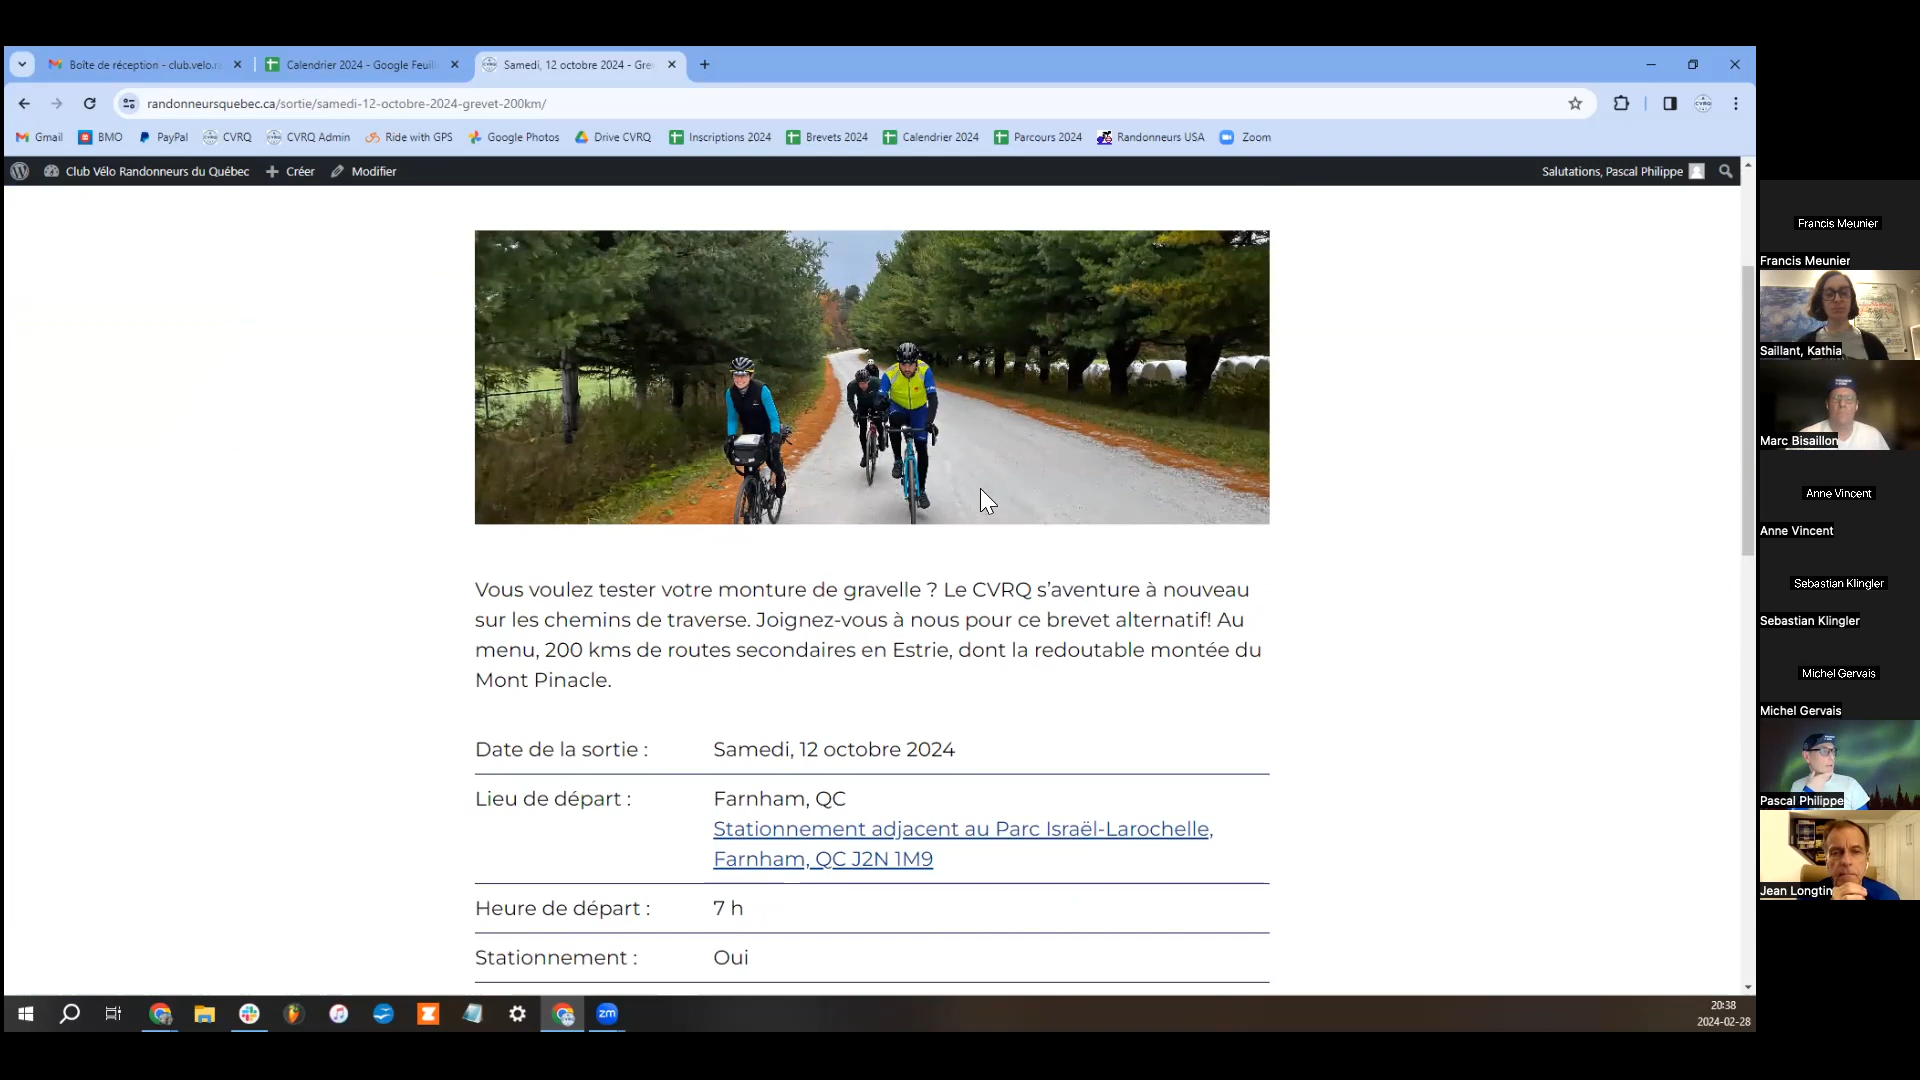 Boîte de réception - club.velo.ra
Calendrier 2024 - Google Feuill
Samedi, 12 octobre 2024 - Gre
randonneursquebec.ca/sortie/samedi-12-octobre-2024-grevet-200km/
Gmail
BMO
PayPal
CVRQ
CVRQ Admin
Ride with GPS
Google Photos
Drive CVRQ
Inscriptions 2024
Brevets 2024
Calendrier 2024
Parcours 2024
Randonneurs USA
Zoom
Club Vélo Randonneurs du Québec
Créer
Modifier
Salutations, Pascal Philippe
Vous voulez tester votre monture de gravelle ? Le CVRQ s'aventure à nouveau
sur les chemins de traverse. Joignez-vous à nous pour ce brevet alternatif! Au
menu, 200 kms de routes secondaires en Estrie, dont la redoutable montée du
Mont Pinacle.
Date de la sortie : Samedi, 12 octobre 2024
Lieu de départ : Farnham, QC
Stationnement adjacent au Parc Israël-Larochelle,
Farnham, QC J2N 1M9
Heure de départ : 7 h
Stationnement : Oui
zm
20:38
2024-02-28
Francis Meunier
Francis Meunier
Saillant, Kathia
Marc Bisaillon
Anne Vincent
Anne Vincent
Sebastian Klingler
Sebastian Klingler
Michel Gervais
Michel Gervais
Pascal Philippe
Jean Longtin